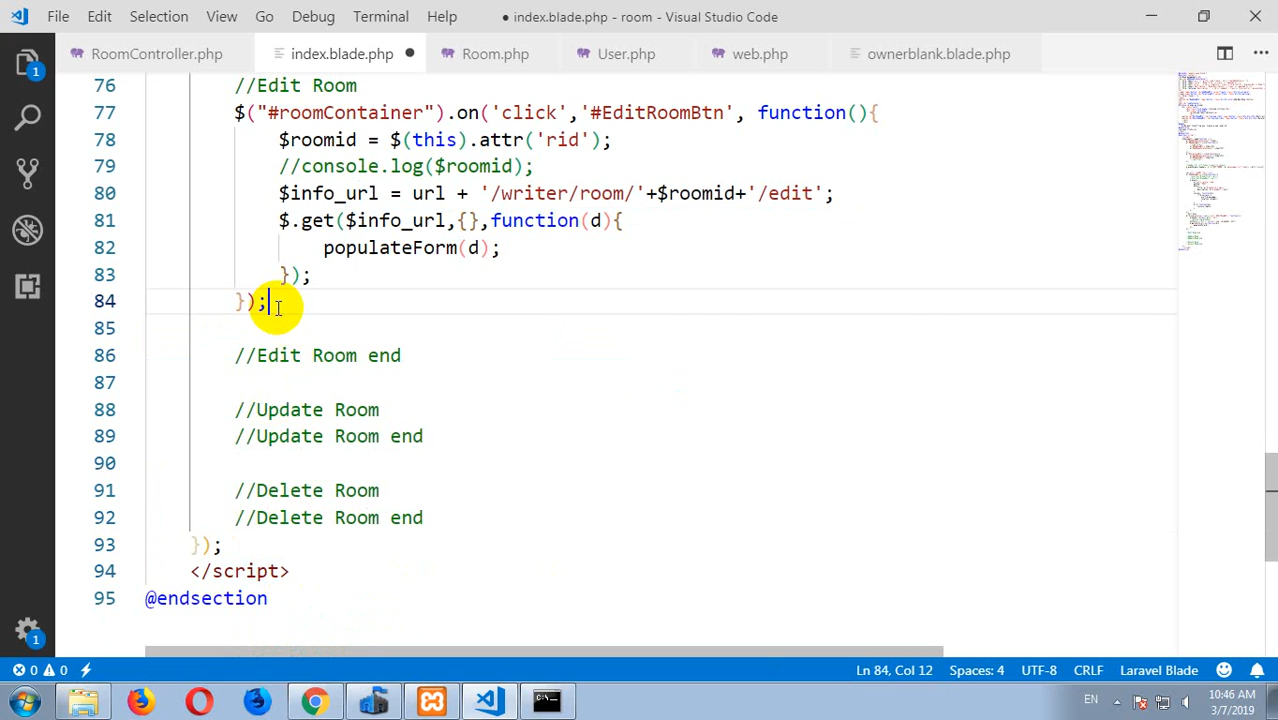 File Edit Selection View Go Debug Terminal Help ● index.blade.php - room - Visual Studio Code
RoomController.php index.blade.php ● Room.php User.php web.php ownerblank.blade.php
76 //Edit Room
77 $("#roomContainer").on('click','#EditRoomBtn', function(){
78 $roomid = $(this).attr('rid');
79 //console.log($roomid);
80 $info_url = url + '/writer/room/'+$roomid+'/edit';
81 $.get($info_url,{},function(d){
82 populateForm(d);
83 });
84 });
85
86 //Edit Room end
87
88 //Update Room
89 //Update Room end
90
91 //Delete Room
92 //Delete Room end
93 });
94 </script>
95 @endsection
0 0 Ln 84, Col 12 Spaces: 4 UTF-8 CRLF Laravel Blade
1
1
EN 10:46 AM
3/7/2019